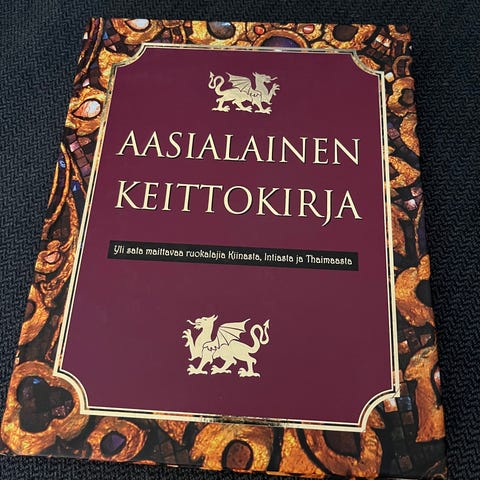 AASIALAINEN
KEITTOKIRJA
Yli sata maittavaa ruokalajia Kiinasta, Intiasta ja Thaimaasta